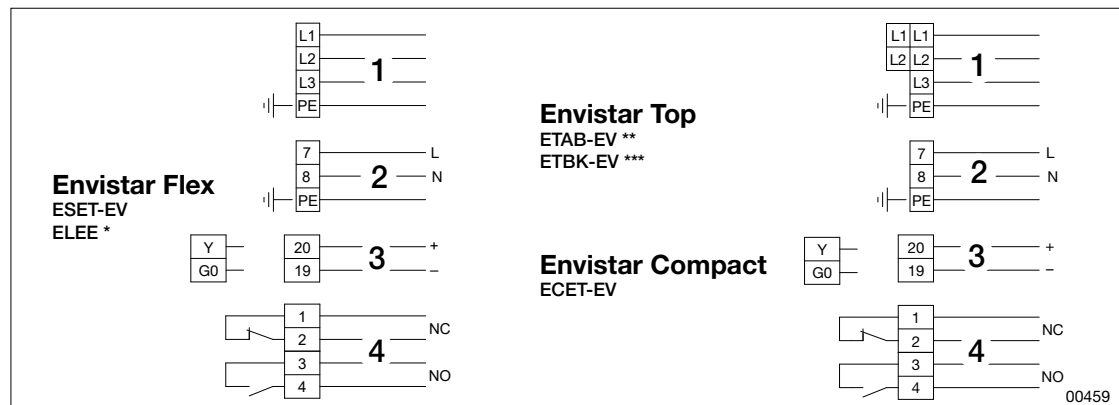 Envistar Flex
ESET-EV
ELEE *
L1
L2
L3
PE
1
7
8
PE
2
L
N
Y
G0
20
19
3
+
–
1
2
3
4
4
NC
NO
Envistar Top
ETAB-EV **
ETBK-EV ***
Envistar Compact
ECET-EV
L1 L1
L2 L2
L3
PE
1
7
8
PE
2
L
N
Y
G0
20
19
3
+
–
1
2
3
4
4
NC
NO
00459